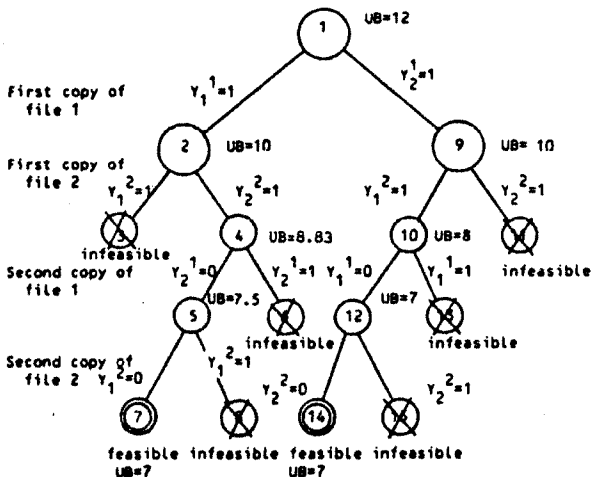 1
UB=12
Y₁¹=1
Y₂¹=1
First copy of
file 1
2
UB=10
9
UB= 10
First copy of
file 2
Y₁²=1
Y₂²=1
Y₁²=1
Y₂²=1
3
infeasible
4
UB=8.83
10
UB=8
infeasible
Second copy of
file 1
Y₂¹=0
Y₂¹=1
Y₁¹=0
Y₁¹=1
5
UB=7.5
infeasible
12
UB=7
infeasible
Second copy of
file 2
Y₁²=0
Y₁²=1
Y₂²=0
Y₂²=1
7
14
feasible
infeasible
feasible
infeasible
UB=7
UB=7